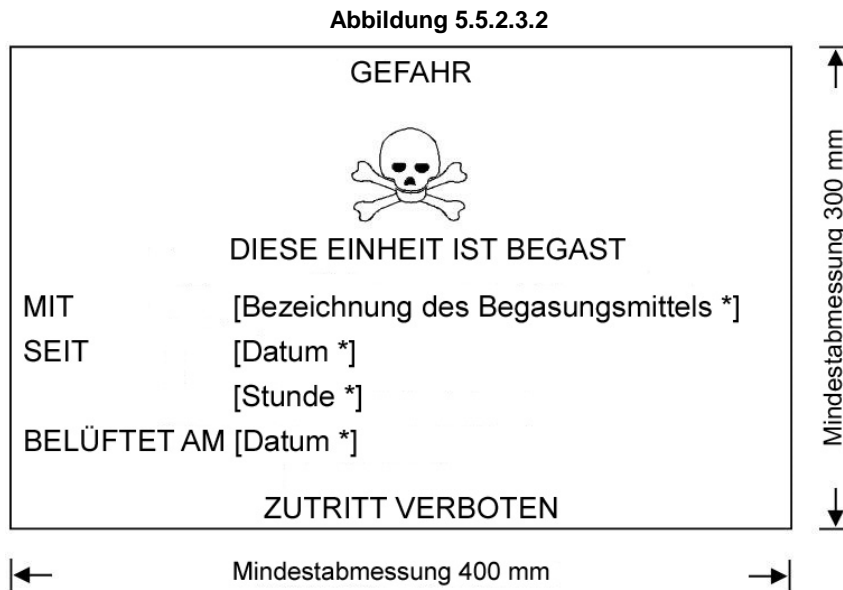 Abbildung 5.5.2.3.2
GEFAHR
DIESE EINHEIT IST BEGAST
MIT [Bezeichnung des Begasungsmittels *]
SEIT [Datum *]
[Stunde *]
BELÜFTET AM [Datum *]
ZUTRITT VERBOTEN
Mindestabmessung 300 mm
Mindestabmessung 400 mm